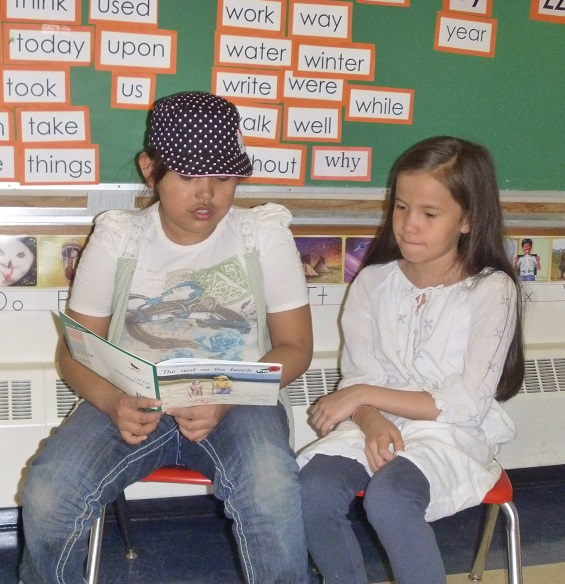 think
used
work
way
year
today
upon
water
winter
took
us
write
were
while
take
walk
well
things
why
The nest on the beach